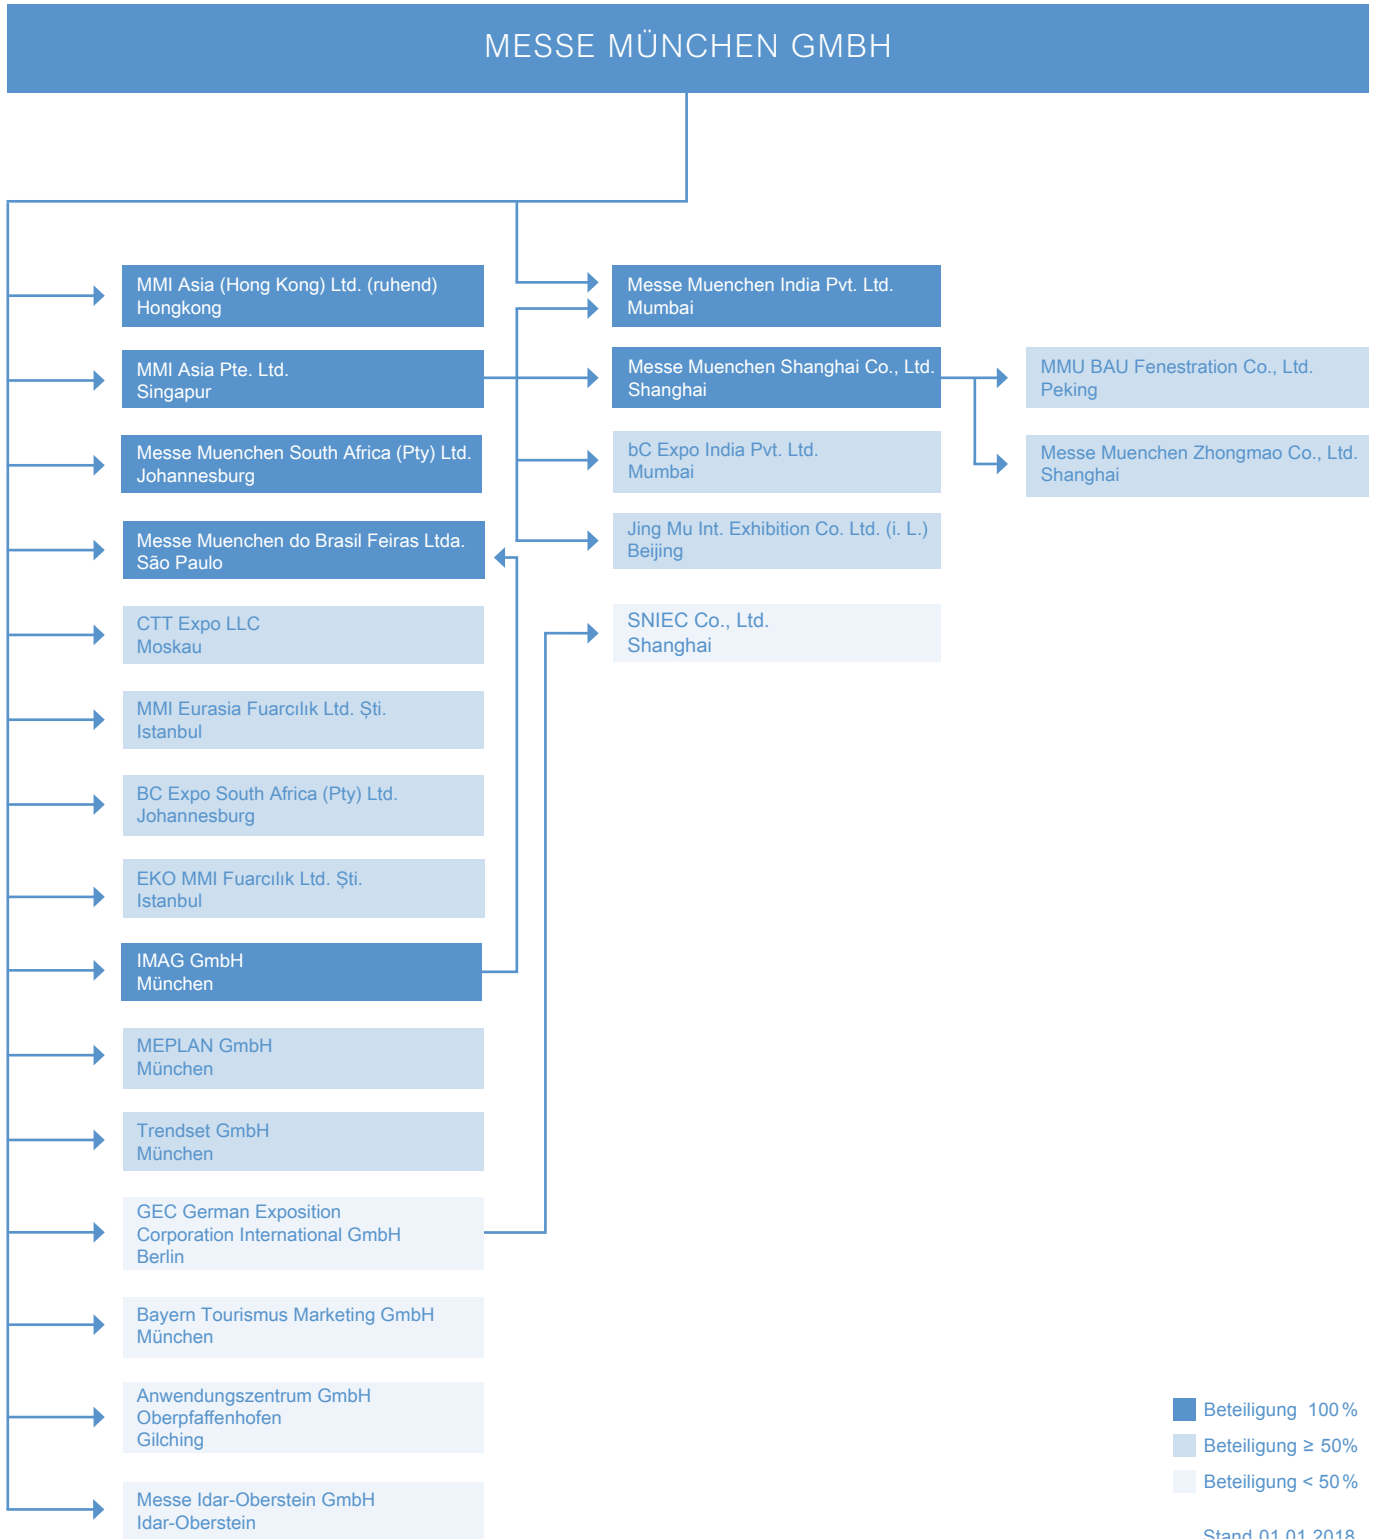 MESSE MÜNCHEN GMBH
MMI Asia (Hong Kong) Ltd. (ruhend)
Hongkong
MMI Asia Pte. Ltd.
Singapur
Messe Muenchen South Africa (Pty) Ltd.
Johannesburg
Messe Muenchen do Brasil Feiras Ltda.
São Paulo
CTT Expo LLC
Moskau
MMI Eurasia Fuarcılık Ltd. Şti.
Istanbul
BC Expo South Africa (Pty) Ltd.
Johannesburg
EKO MMI Fuarcılık Ltd. Şti.
Istanbul
IMAG GmbH
München
MEPLAN GmbH
München
Trendset GmbH
München
GEC German Exposition
Corporation International GmbH
Berlin
Bayern Tourismus Marketing GmbH
München
Anwendungszentrum GmbH
Oberpfaffenhofen
Gilching
Messe Idar-Oberstein GmbH
Idar-Oberstein
Messe Muenchen India Pvt. Ltd.
Mumbai
Messe Muenchen Shanghai Co., Ltd.
Shanghai
bC Expo India Pvt. Ltd.
Mumbai
Jing Mu Int. Exhibition Co. Ltd. (i. L.)
Beijing
SNIEC Co., Ltd.
Shanghai
MMU BAU Fenestration Co., Ltd.
Peking
Messe Muenchen Zhongmao Co., Ltd.
Shanghai
Beteiligung 100 %
Beteiligung ≥ 50%
Beteiligung < 50 %
Stand 01.01.2018